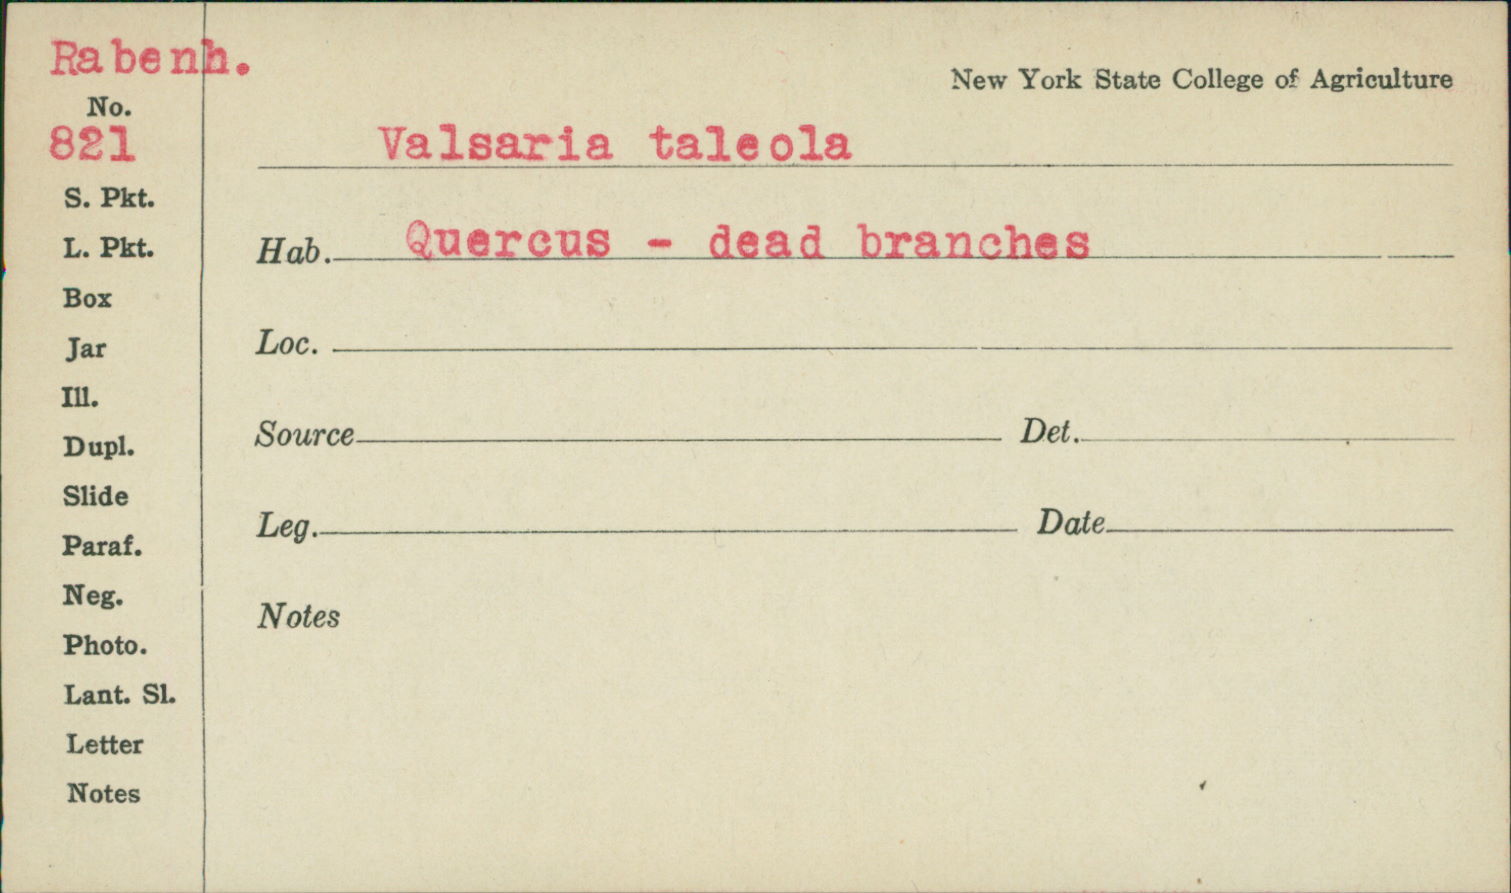 Rabenh.
New York State College of Agriculture
No.
821
Valsaria taleola
S. Pkt.
L. Pkt.
Hab. Quercus - dead branches
Box
Jar
Loc.
Ill.
Dupl.
Source Det.
Slide
Leg. Date
Paraf.
Neg.
Notes
Photo.
Lant. Sl.
Letter
Notes